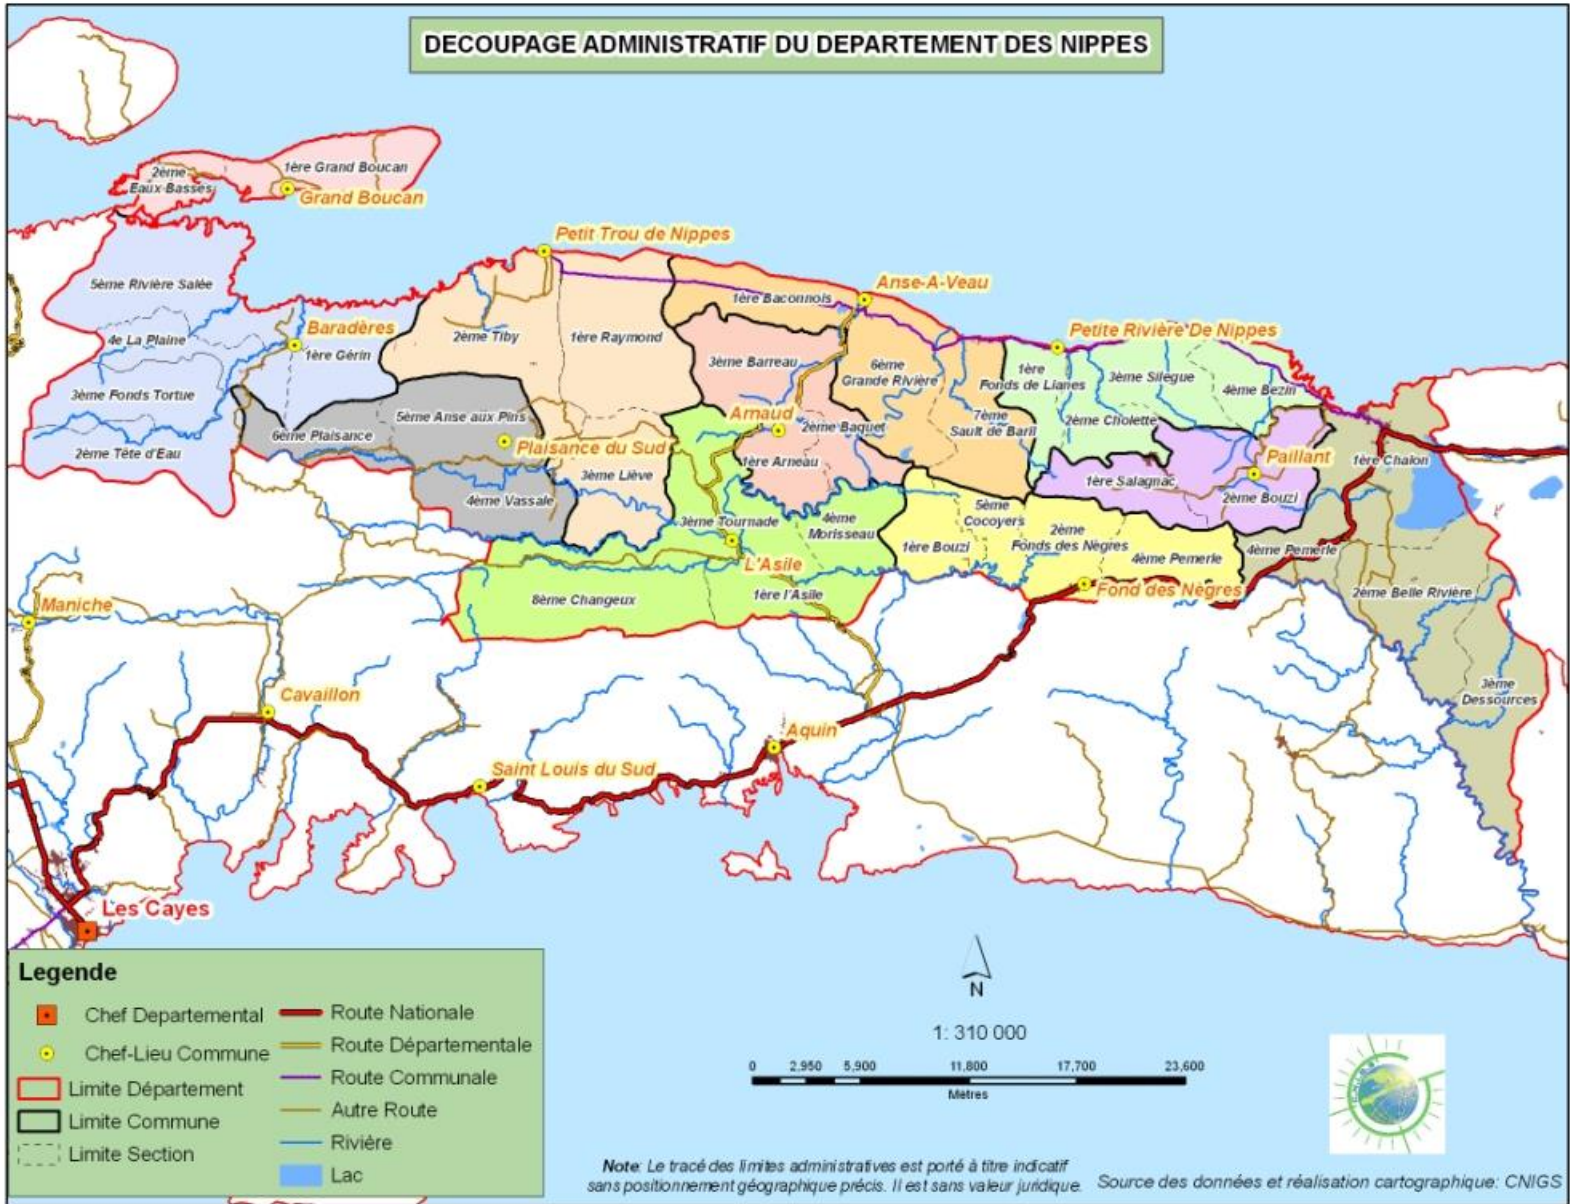 DECOUPAGE ADMINISTRATIF DU DEPARTEMENT DES NIPPES
2ème
Eaux-Basses
1ère Grand Boucan
Grand Boucan
Petit Trou de Nippes
5ème Rivière Salée
Anse-A-Veau
1ère Baconnois
Baradères
4e La Plaine
1ère Gérin
2ème Tiby
1ère Raymond
Petite Rivière De Nippes
3ème Barreau
6ème
Grande Rivière
1ère
Fonds de Lianes
3ème Silegue
4ème Bezin
3ème Fonds Tortue
5ème Anse aux Pins
Arnaud
2ème Baquet
7ème
Sault de Baril
2ème Cholette
6ème Plaisance
Plaisance du Sud
2ème Tête d'Eau
1ère Arneau
Paillant
1ère Chalon
3ème Liève
1ère Salagnac
2ème Bouzi
4ème Vassale
3ème Tournade
4ème
Morisseau
5ème
Cocoyers
2ème
Fonds des Nègres
1ère Bouzi
4ème Pemerle
4ème Pemerle
L'Asile
8ème Changeux
1ère l'Asile
Fond des Nègres
2ème Belle Rivière
Maniche
3ème
Dessources
Cavaillon
Aquin
Saint Louis du Sud
Les Cayes
Legende
Chef Departemental
Chef-Lieu Commune
Limite Département
Limite Commune
Limite Section
Route Nationale
Route Départementale
Route Communale
Autre Route
Rivière
Lac
N
1: 310 000
0 2,950 5,900 11,800 17,700 23,600
Mètres
Note: Le tracé des limites administratives est porté à titre indicatif
sans positionnement géographique précis. Il est sans valeur juridique.
Source des données et réalisation cartographique: CNIGS